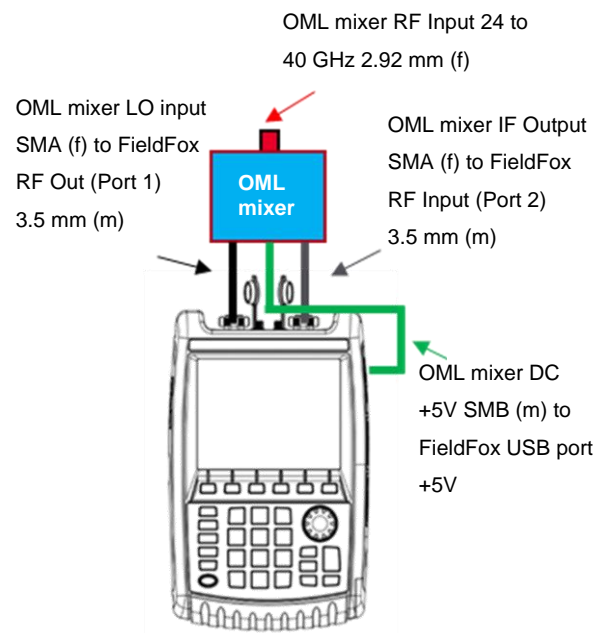 OML mixer RF Input 24 to
40 GHz 2.92 mm (f)
OML mixer LO input
SMA (f) to FieldFox
RF Out (Port 1)
3.5 mm (m)
OML mixer IF Output
SMA (f) to FieldFox
RF Input (Port 2)
3.5 mm (m)
OML
mixer
OML mixer DC
+5V SMB (m) to
FieldFox USB port
+5V